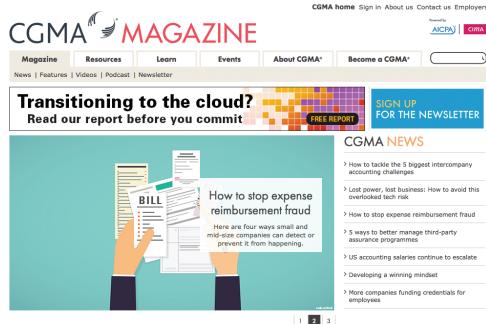 CGMA home Sign in About us Contact us Employers
CGMA MAGAZINE
Powered by
AICPA CIMA
Magazine Resources Learn Events About CGMA® Become a CGMA®
News | Features | Videos | Podcast | Newsletter
Transitioning to the cloud?
Read our report before you commit
FREE REPORT
SIGN UP
FOR THE NEWSLETTER
CGMA NEWS
How to tackle the 5 biggest intercompany
accounting challenges
Lost power, lost business: How to avoid this
overlooked tech risk
How to stop expense reimbursement fraud
5 ways to better manage third-party
assurance programmes
US accounting salaries continue to escalate
Developing a winning mindset
More companies funding credentials for
employees
BILL
How to stop expense
reimbursement fraud
Here are four ways small and
mid-size companies can detect or
prevent it from happening.
1 2 3